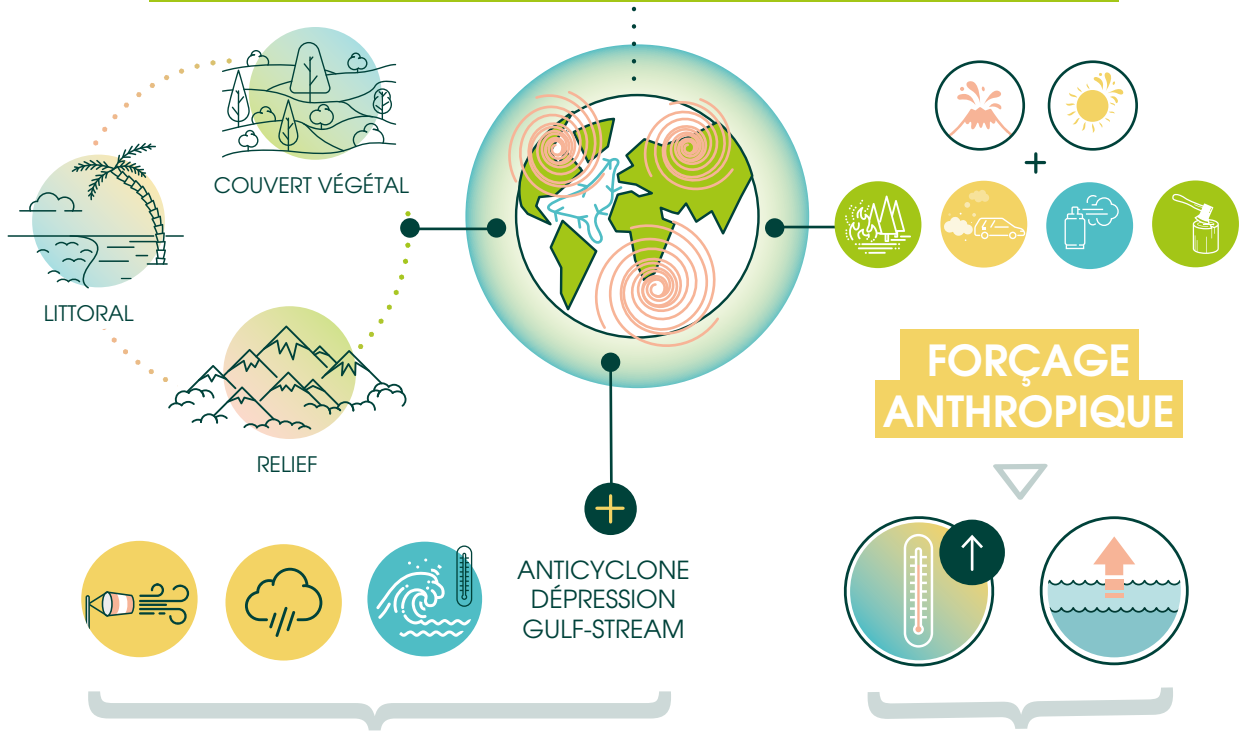 COUVERT VÉGÉTAL
LITTORAL
RELIEF
FORÇAGE
ANTHROPIQUE
ANTICYCLONE
DÉPRESSION
GULF-STREAM